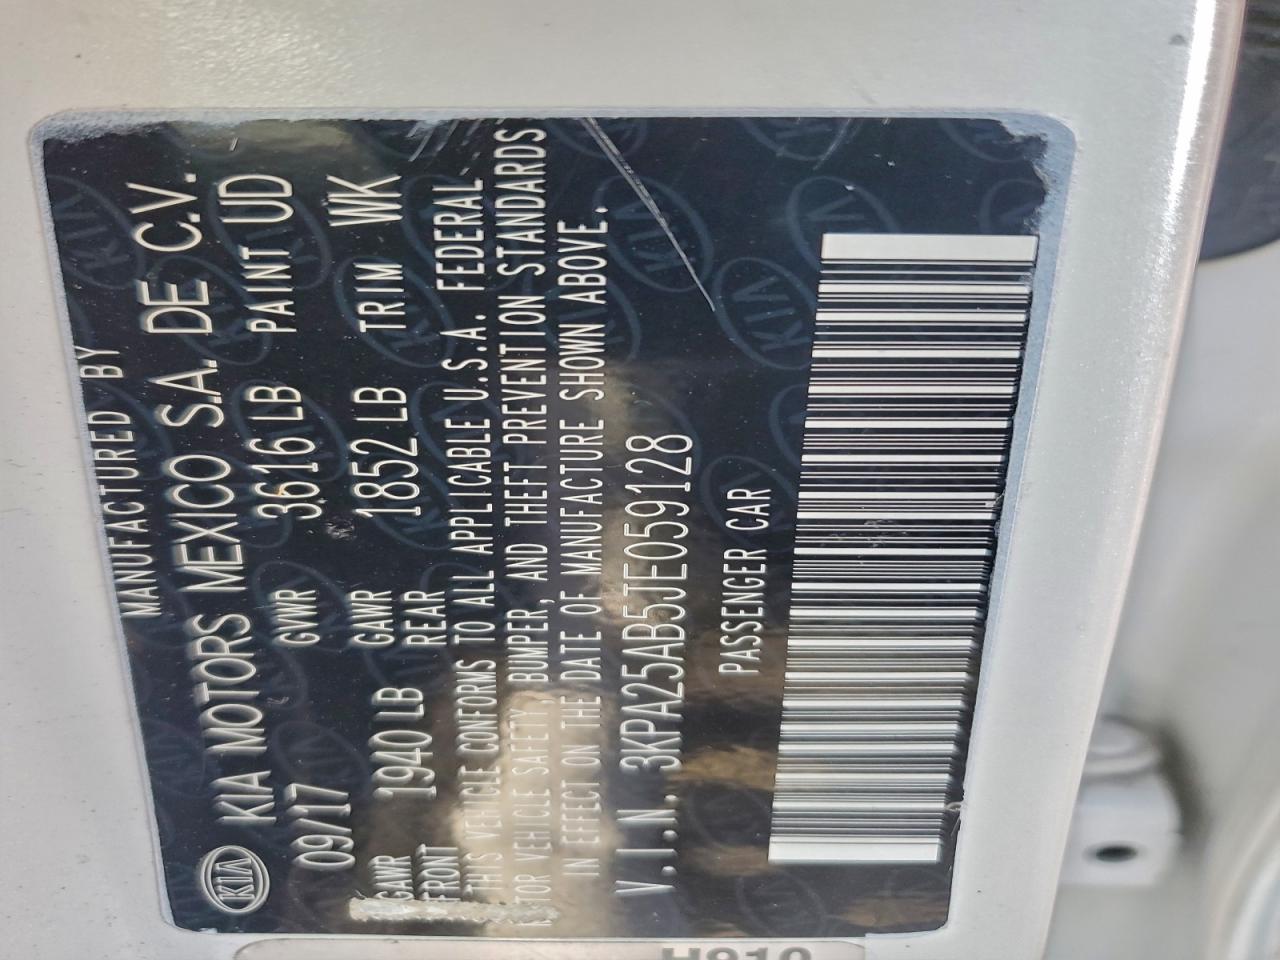 MANUFACTURED BY
KIA KIA MOTORS MEXICO S.A. DE C.V.
09/17 GVWR 3616 LB PAINT UD
GAWR FRONT 1940 LB GAWR REAR 1852 LB TRIM WK
THIS VEHICLE CONFORMS TO ALL APPLICABLE U.S.A. FEDERAL
TOR VEHICLE SAFETY, BUMPER, AND THEFT PREVENTION STANDARDS
IN EFFECT ON THE DATE OF MANUFACTURE SHOWN ABOVE.
V.I.N. 3KPA25AB5JE059128
PASSENGER CAR